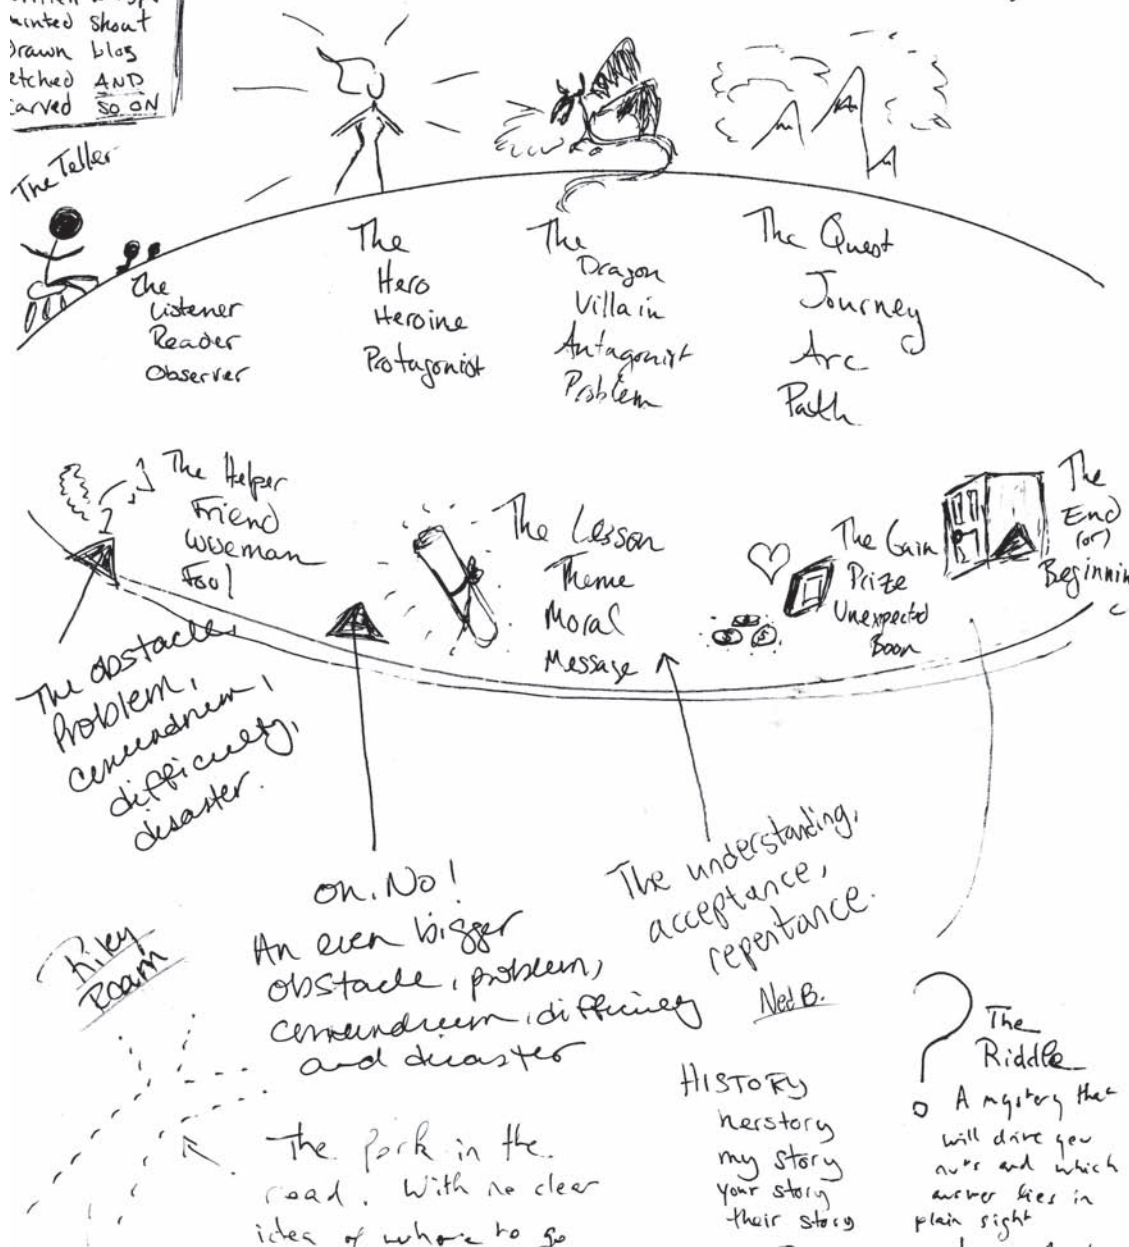 shout
Drawn blog
etched AND
carved SO ON
The Teller
The
Listener
Reader
Observer
The
Hero
Heroine
Protagonist
The
Dragon
Villain
Antagonist
Problem
The Quest
Journey
Arc
Path
The Helper
Friend
Wiseman
Fool
The Lesson
Theme
Moral
Message
The Gain
Prize
Unexpected
Boon
The
End
(or)
Beginnin
The obstacle,
Problem,
conundrum,
difficulty,
disaster.
Oh, No!
An even bigger
obstacle, problem,
conundrum, difficulty
and disaster
The understanding,
acceptance,
repentance.
Ned B.
Riley
Roam
The fork in the
road. With no clear
idea of where to go
HISTORY
herstory
my story
your story
their story
The
Riddle
A mystery that
will drive you
nuts and which
answer lies in
plain sight